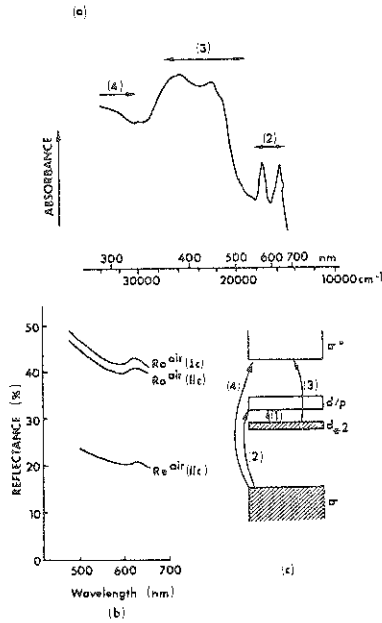 (a)
(3)
(4)
(2)
ABSORBANCE
300 400 500 600 700 nm
30000 20000 10000 cm⁻¹
50
40
30
20
10
0
REFLECTANCE (%)
Ro air (⊥c)
Ro air (∥c)
Re air (∥c)
500 600 700
Wavelength (nm)
(b)
σ*
(4)
(3)
d/p
(1)
(2)
σ
(c)